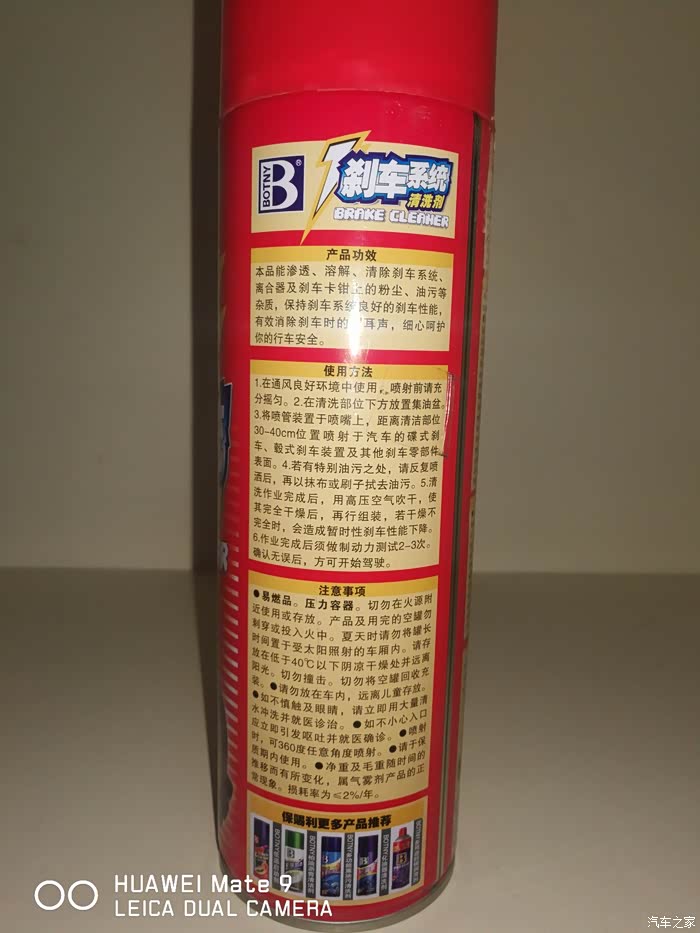 BOTNY
B
®
刹车系统
清洗剂
BRAKE CLEANER
产品功效
本品能渗透、溶解、清除刹车系统、
离合器及刹车卡钳上的粉尘、油污等
杂质，保持刹车系统良好的刹车性能，
有效消除刹车时的 耳声，细心呵护
你的行车安全。
使用方法
1.在通风良好环境中使用，喷射前请充
分摇匀。2.在清洗部位下方放置集油盆。
3.将喷管装置于喷嘴上，距离清洁部位
30-40cm位置喷射于汽车的碟式刹
车、毂式刹车装置及其他刹车零部件
表面。4.若有特别油污之处，请反复喷
洒后，再以抹布或刷子拭去油污。5.清
洗作业完成后，用高压空气吹干，使
其完全干燥后，再行组装，若干燥不
完全时，会造成暂时性刹车性能下降。
6.作业完成后须做制动力测试2-3次。
确认无误后，方可开始驾驶。
注意事项
●易燃品。压力容器。切勿在火源附
近使用或存放。产品及用完的空罐勿
刺穿或投入火中。夏天时请勿将罐长
时间置于受太阳照射的车厢内。请存
放在低于40℃以下阴凉干燥处并远离
阳光。切勿撞击。切勿将空罐回收充
装。●请勿放在车内，远离儿童存放。
●如不慎触及眼睛，请立即用大量清
水冲洗并就医诊治。●如不小心入口
应立即引发呕吐并就医确诊。●喷射
时，可360度任意角度喷射。●请于保
质期内使用。●净重及毛重随时间的
推移而有所变化，属气雾剂产品的正
常现象。损耗率为≤2%/年。
保赐利更多产品推荐
HUAWEI Mate 9
LEICA DUAL CAMERA
汽车之家